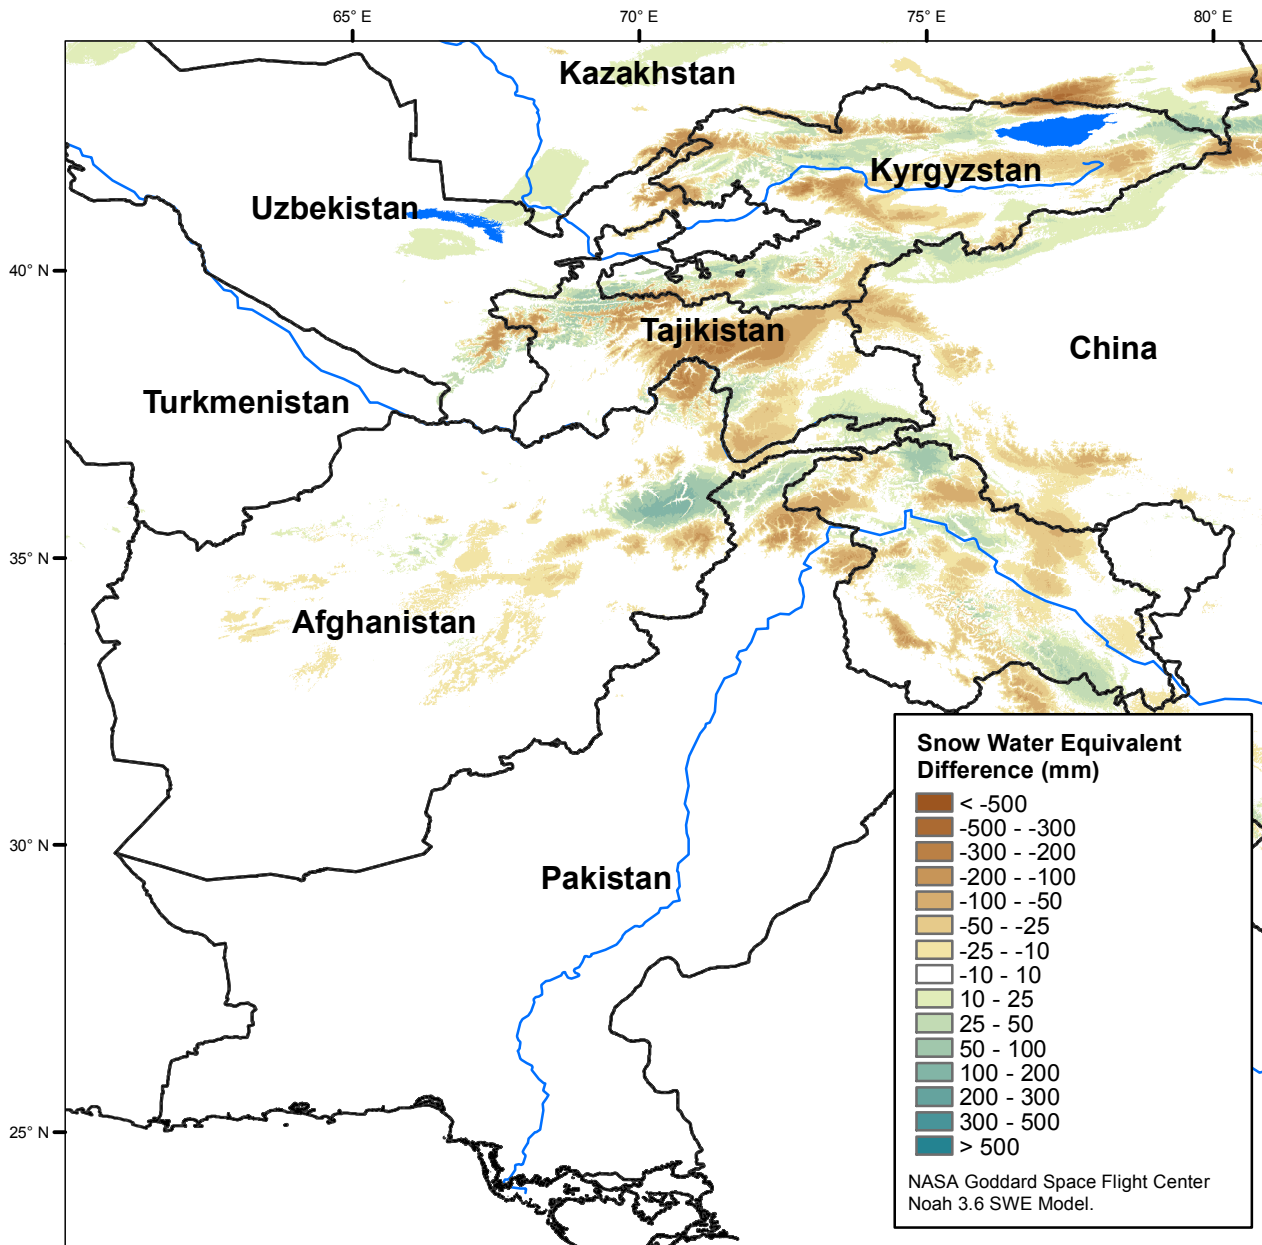 65° E
70° E
75° E
80° E
Kazakhstan
Kyrgyzstan
Uzbekistan
40° N
Tajikistan
China
Turkmenistan
35° N
Afghanistan
30° N
Pakistan
25° N
Snow Water Equivalent
Difference (mm)
< -500
-500 - -300
-300 - -200
-200 - -100
-100 - -50
-50 - -25
-25 - -10
-10 - 10
10 - 25
25 - 50
50 - 100
100 - 200
200 - 300
300 - 500
> 500
NASA Goddard Space Flight Center
Noah 3.6 SWE Model.